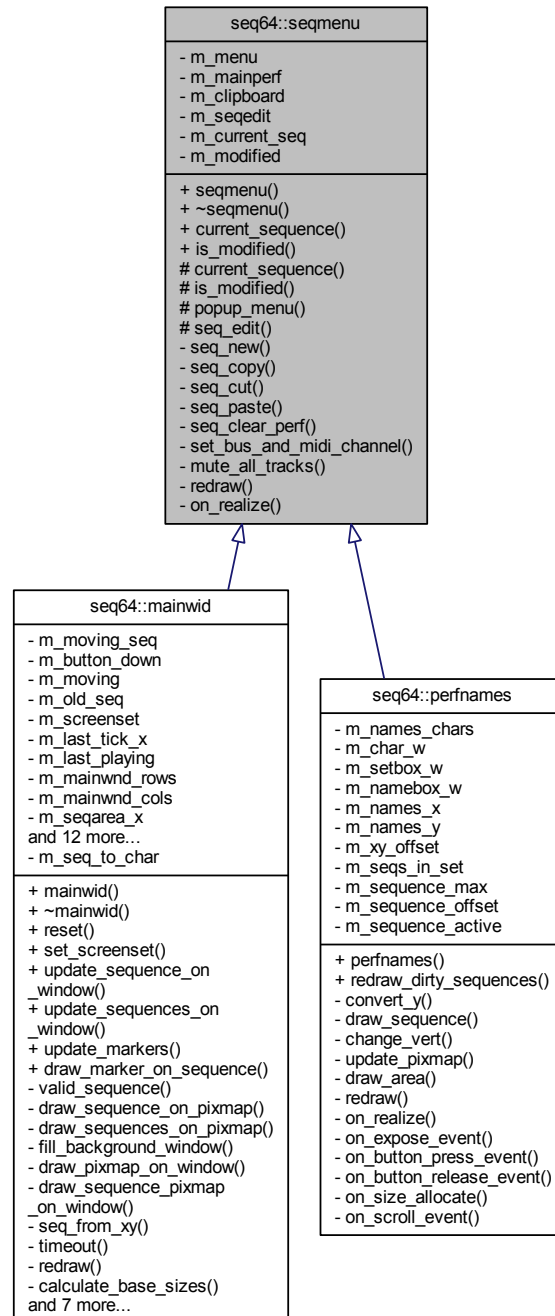 seq64::seqmenu
- m_menu
- m_mainperf
- m_clipboard
- m_seqedit
- m_current_seq
- m_modified
+ seqmenu()
+ ~seqmenu()
+ current_sequence()
+ is_modified()
# current_sequence()
# is_modified()
# popup_menu()
# seq_edit()
- seq_new()
- seq_copy()
- seq_cut()
- seq_paste()
- seq_clear_perf()
- set_bus_and_midi_channel()
- mute_all_tracks()
- redraw()
- on_realize()
seq64::mainwid
- m_moving_seq
- m_button_down
- m_moving
- m_old_seq
- m_screenset
- m_last_tick_x
- m_last_playing
- m_mainwnd_rows
- m_mainwnd_cols
- m_seqarea_x
and 12 more...
- m_seq_to_char
+ mainwid()
+ ~mainwid()
+ reset()
+ set_screenset()
+ update_sequence_on
_window()
+ update_sequences_on
_window()
+ update_markers()
+ draw_marker_on_sequence()
- valid_sequence()
- draw_sequence_on_pixmap()
- draw_sequences_on_pixmap()
- fill_background_window()
- draw_pixmap_on_window()
- draw_sequence_pixmap
_on_window()
- seq_from_xy()
- timeout()
- redraw()
- calculate_base_sizes()
and 7 more...
seq64::perfnames
- m_names_chars
- m_char_w
- m_setbox_w
- m_namebox_w
- m_names_x
- m_names_y
- m_xy_offset
- m_seqs_in_set
- m_sequence_max
- m_sequence_offset
- m_sequence_active
+ perfnames()
+ redraw_dirty_sequences()
- convert_y()
- draw_sequence()
- change_vert()
- update_pixmap()
- draw_area()
- redraw()
- on_realize()
- on_expose_event()
- on_button_press_event()
- on_button_release_event()
- on_size_allocate()
- on_scroll_event()